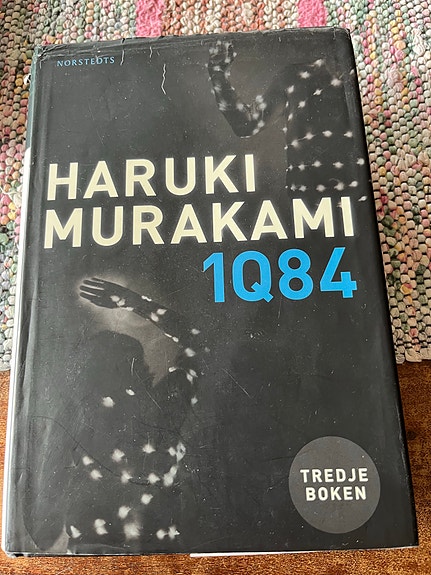 NORSTEDTS
HARUKI
MURAKAMI
1Q84
TREDJE
BOKEN